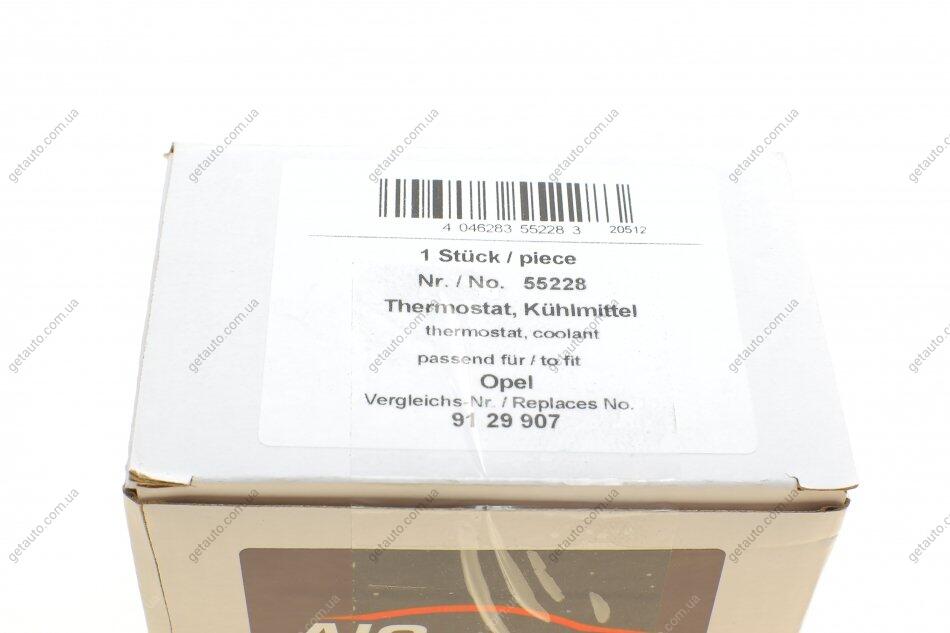 4 046283 55228 3 20512
1 Stück / piece
Nr. / No. 55228
Thermostat, Kühlmittel
thermostat, coolant
passend für / to fit
Opel
Vergleichs-Nr. / Replaces No.
91 29 907
AIC
getauto.com.ua